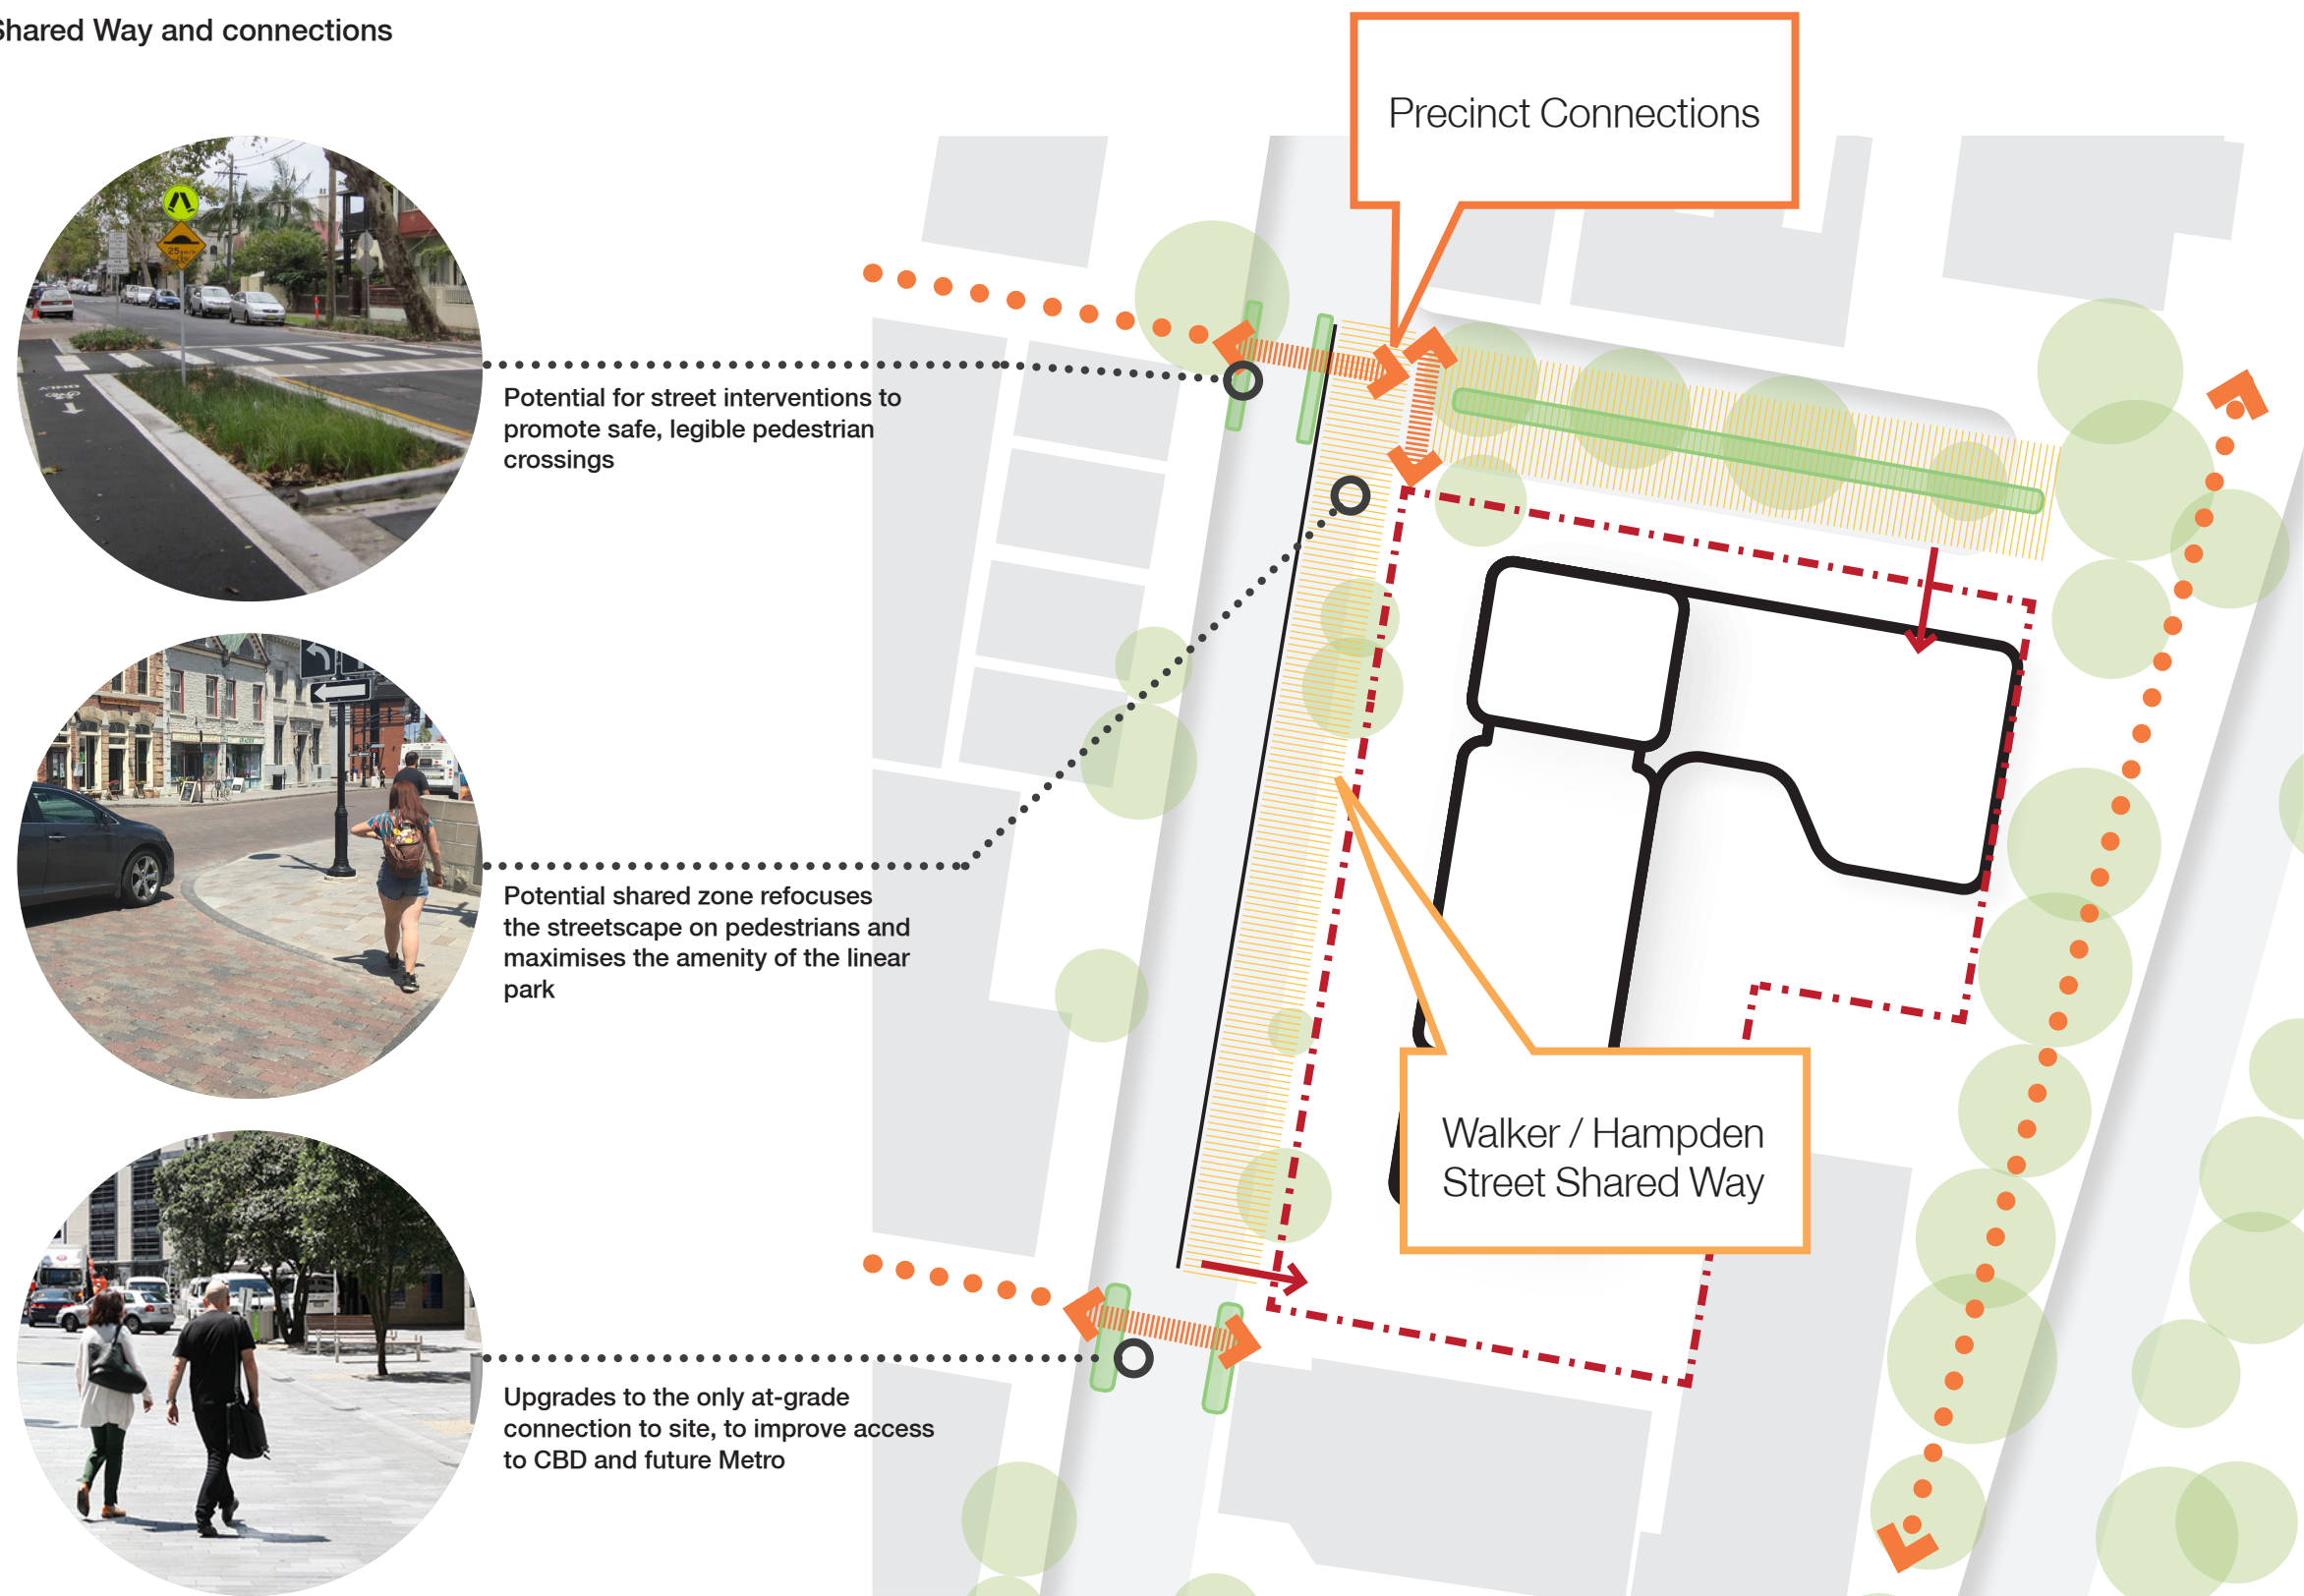 Shared Way and connections
Precinct Connections
25
ONLY
Potential for street interventions to
promote safe, legible pedestrian
crossings
Potential shared zone refocuses
the streetscape on pedestrians and
maximises the amenity of the linear
park
Walker / Hampden
Street Shared Way
Upgrades to the only at-grade
connection to site, to improve access
to CBD and future Metro